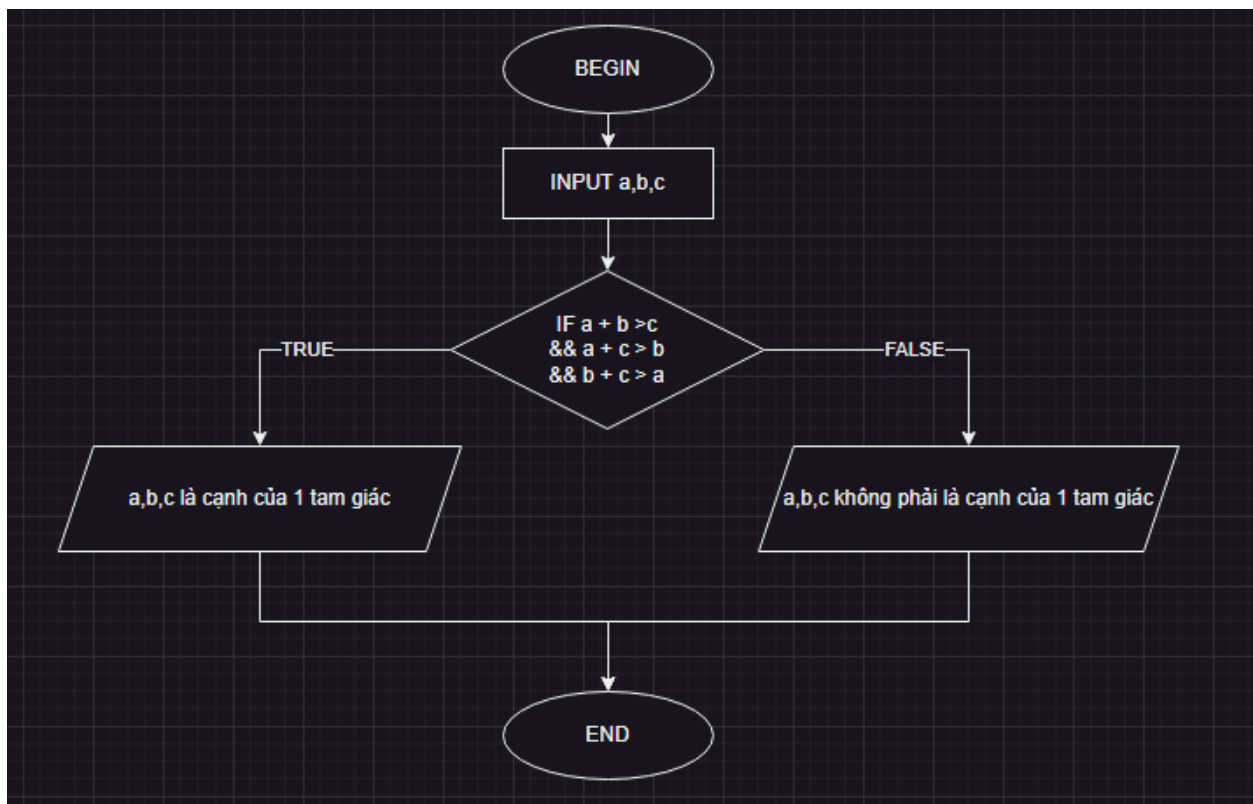 BEGIN
INPUT a,b,c
IF a + b >c
&& a + c > b
&& b + c > a
TRUE
FALSE
a,b,c là cạnh của 1 tam giác
a,b,c không phải là cạnh của 1 tam giác
END